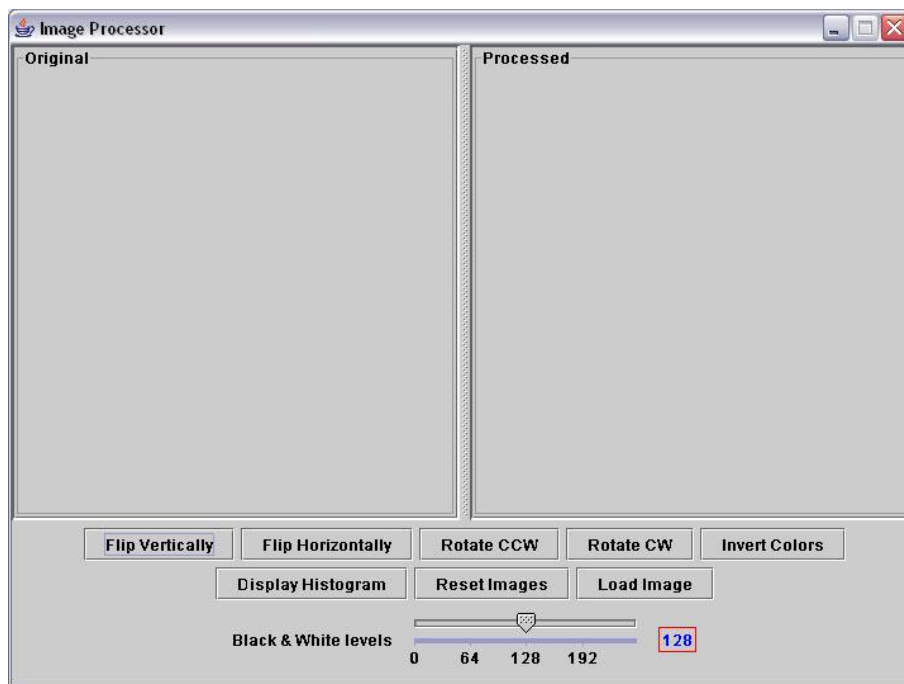 Image Processor
Original
Processed
Flip Vertically
Flip Horizontally
Rotate CCW
Rotate CW
Invert Colors
Display Histogram
Reset Images
Load Image
Black & White levels
0 64 128 192
128